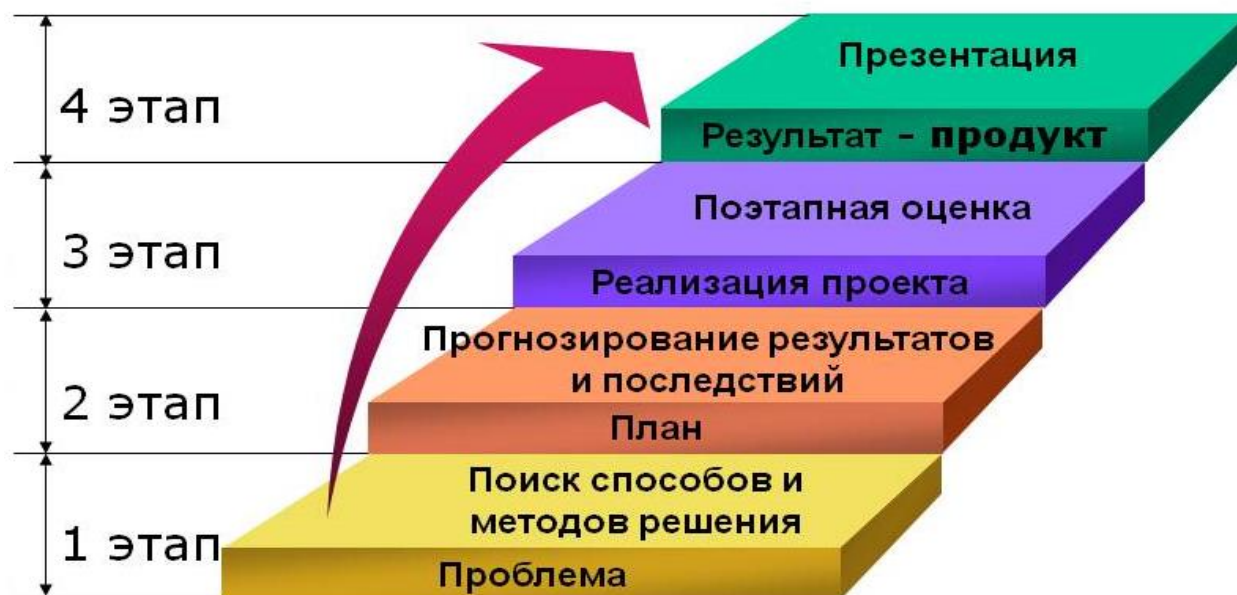 Презентация
4 этап
Результат - продукт
Поэтапная оценка
3 этап
Реализация проекта
Прогнозирование результатов
и последствий
2 этап
План
Поиск способов и
методов решения
1 этап
Проблема